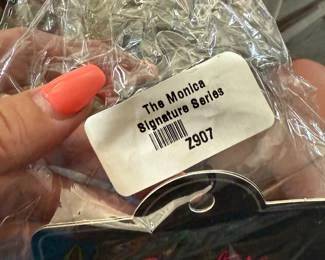 The Monica
Signature Series
Z907